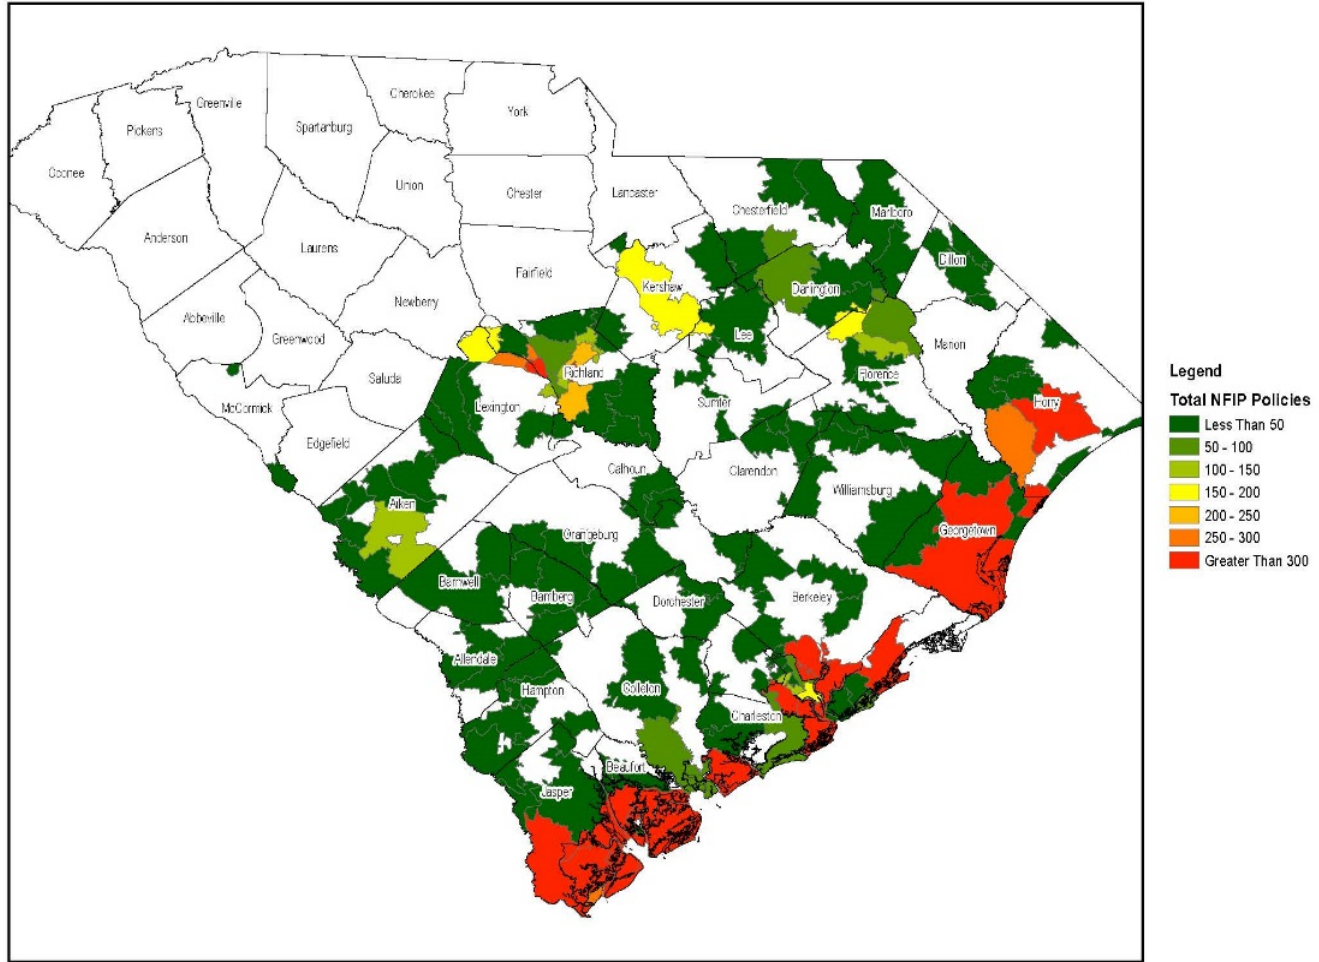 Cherokee
Greenville
York
Spartanburg
Pickens
Oconee
Union
Chester
Lancaster
Chesterfield
Marlboro
Anderson
Laurens
Dillon
Fairfield
Kershaw
Darlington
Newberry
Abbeville
Lee
Greenwood
Marion
Saluda
Richland
Florence
McCormick
Lexington
Sumter
Horry
Edgefield
Calhoun
Clarendon
Williamsburg
Aiken
Orangeburg
Georgetown
Barnwell
Bamberg
Dorchester
Berkeley
Allendale
Hampton
Colleton
Charleston
Beaufort
Jasper
Legend
Total NFIP Policies
Less Than 50
50 - 100
100 - 150
150 - 200
200 - 250
250 - 300
Greater Than 300